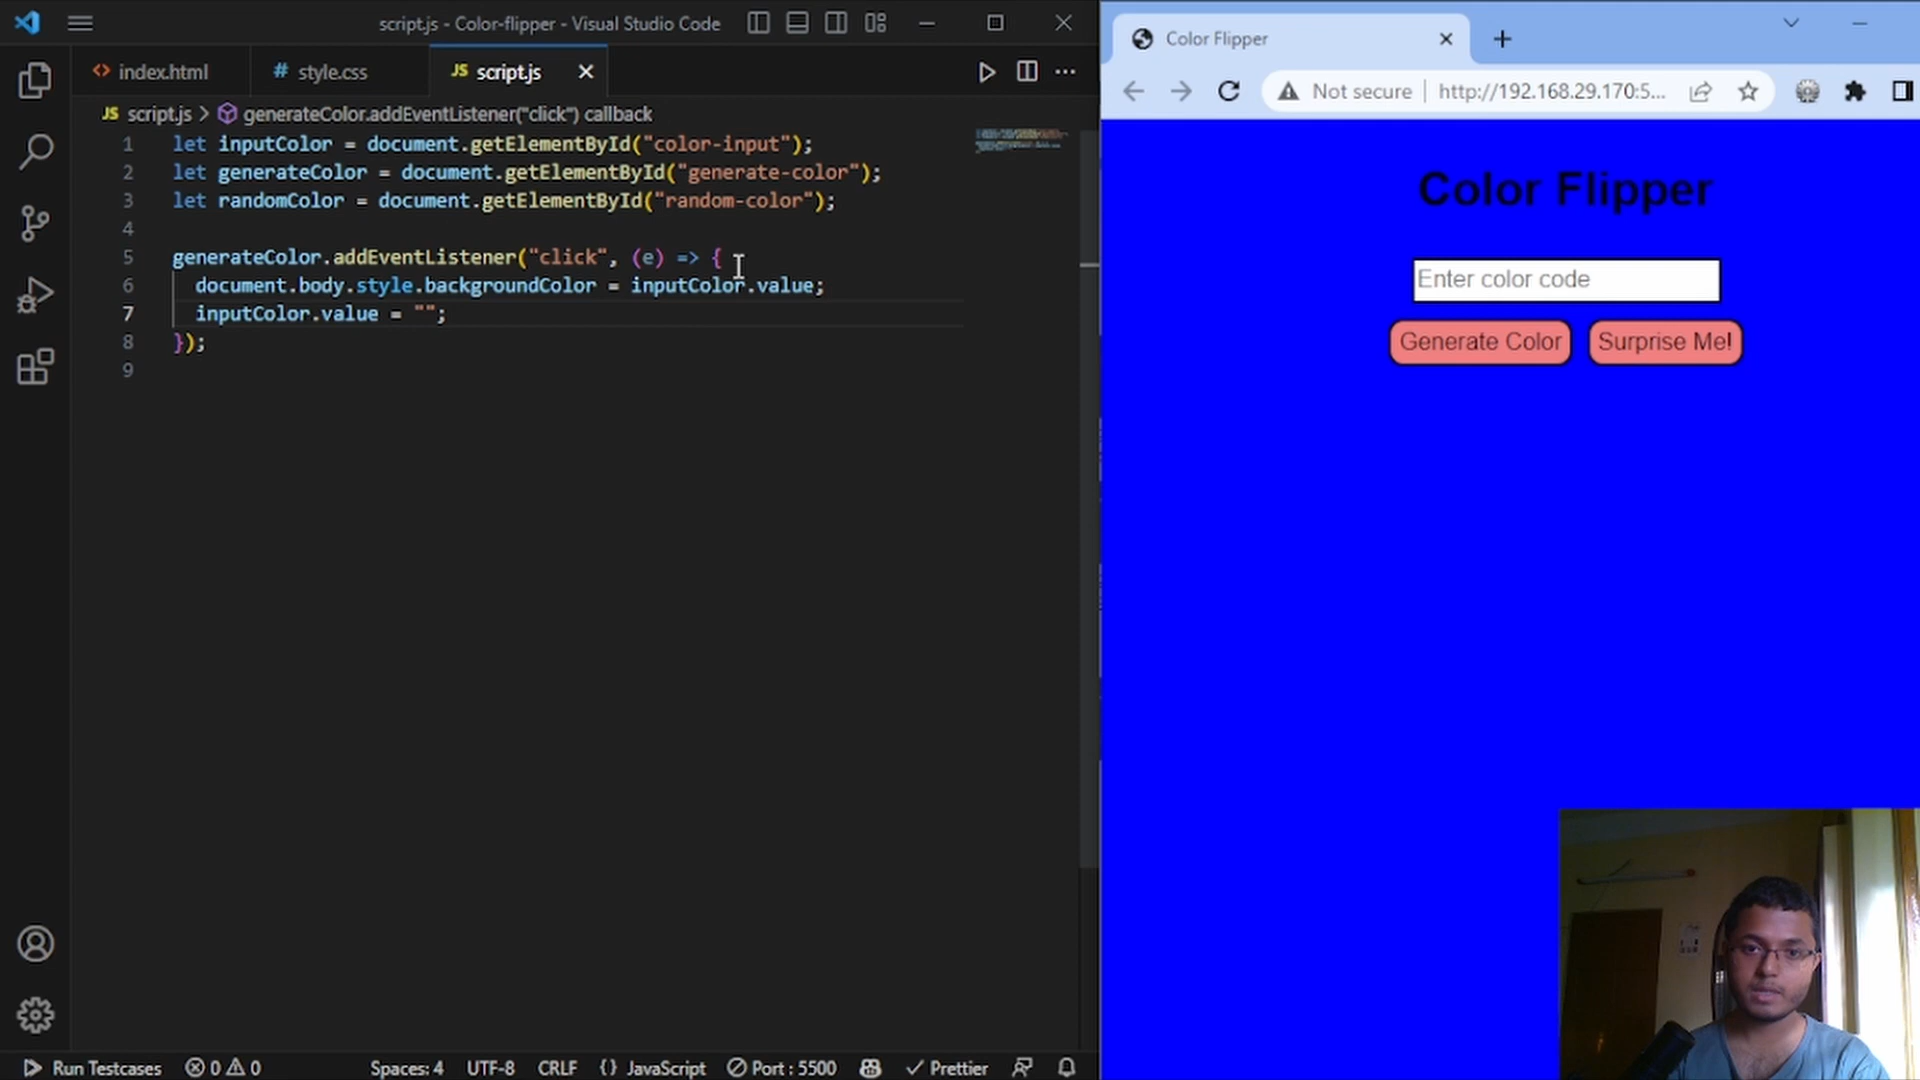 script.js - Color-flipper - Visual Studio Code
index.html
style.css
JS script.js
JS script.js > generateColor.addEventListener("click") callback
1 let inputColor = document.getElementById("color-input");
2 let generateColor = document.getElementById("generate-color");
3 let randomColor = document.getElementById("random-color");
4
5 generateColor.addEventListener("click", (e) => {
6 document.body.style.backgroundColor = inputColor.value;
7 inputColor.value = "";
8 });
9
Run Testcases 0 0 Spaces: 4 UTF-8 CRLF {} JavaScript Port : 5500 Prettier
Color Flipper
Not secure http://192.168.29.170:5...
Color Flipper
Enter color code
Generate Color Surprise Me!